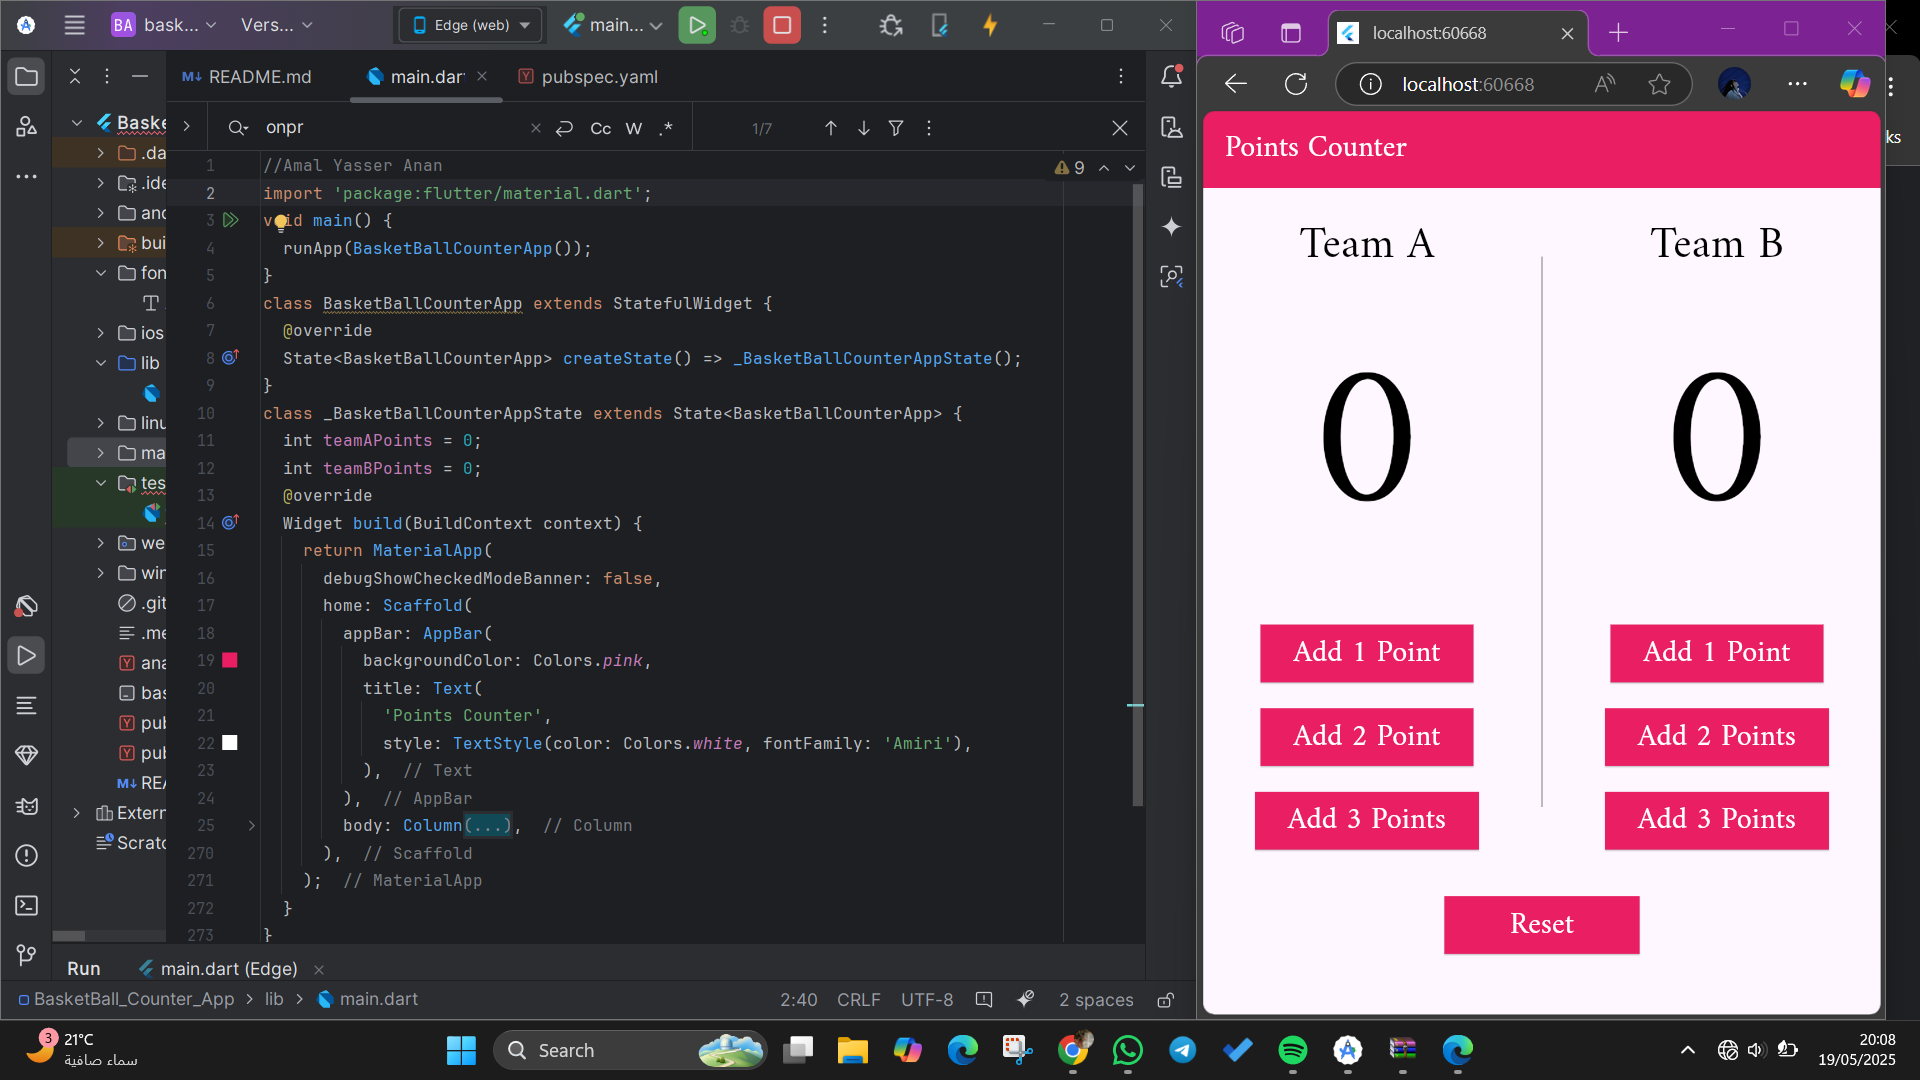 BA bask... Vers... Edge (web) main...
README.md main.dar pubspec.yaml
onpr Cc W .* 1/7
Baske
.da
.ide
and
bui
fon
ios
lib
linu
ma
tes
we
win
.git
.me
ana
bas
pub
pub
REA
Extern
Scratc
9
1 //Amal Yasser Anan
2 import 'package:flutter/material.dart';
3 void main() {
4 runApp(BasketBallCounterApp());
5 }
6 class BasketBallCounterApp extends StatefulWidget {
7 @override
8 State<BasketBallCounterApp> createState() => _BasketBallCounterAppState();
9 }
10 class _BasketBallCounterAppState extends State<BasketBallCounterApp> {
11 int teamAPoints = 0;
12 int teamBPoints = 0;
13 @override
14 Widget build(BuildContext context) {
15 return MaterialApp(
16 debugShowCheckedModeBanner: false,
17 home: Scaffold(
18 appBar: AppBar(
19 backgroundColor: Colors.pink,
20 title: Text(
21 'Points Counter',
22 style: TextStyle(color: Colors.white, fontFamily: 'Amiri'),
23 ), // Text
24 ), // AppBar
25 body: Column(...), // Column
270 ), // Scaffold
271 ); // MaterialApp
272 }
273 }
Run main.dart (Edge)
BasketBall_Counter_App > lib > main.dart 2:40 CRLF UTF-8 2 spaces
localhost:60668
localhost:60668
ks
Points Counter
Team A Team B
0 0
Add 1 Point Add 1 Point
Add 2 Point Add 2 Points
Add 3 Points Add 3 Points
Reset
3 21°C
سماء صافية
Search
20:08
19/05/2025